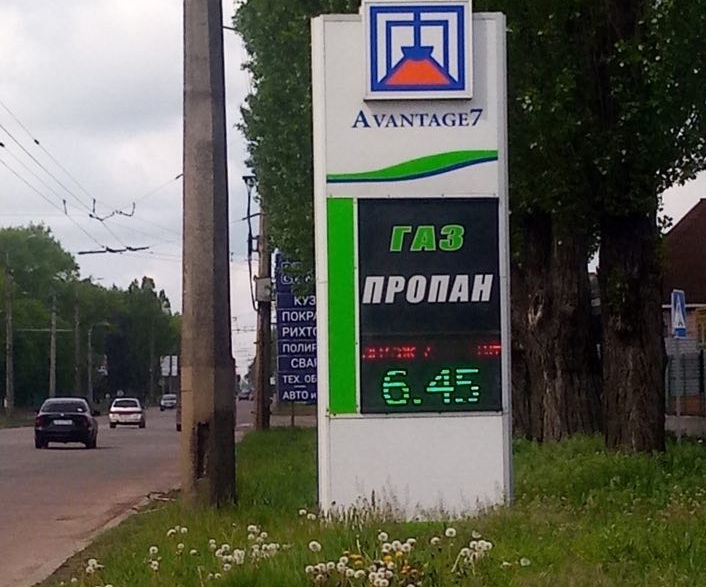 AVANTAGE7
ГАЗ
ПРОПАН
6.45
КУЗ
ПОКРА
РИХТО
ПОЛИР
СВАР
ТЕХ. ОБ
АВТО и